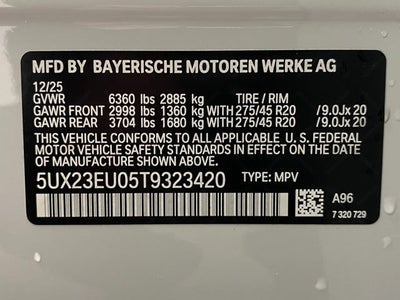 MFD BY BAYERISCHE MOTOREN WERKE AG
12/25
GVWR 6360 lbs 2885 kg TIRE / RIM
GAWR FRONT 2998 lbs 1360 kg WITH 275/45 R20 /9.0Jx 20
GAWR REAR 3704 lbs 1680 kg WITH 275/45 R20 /9.0Jx 20
THIS VEHICLE CONFORMS TO ALL APPLICABLE U. S. FEDERAL
MOTOR VEHICLE SAFETY STANDARDS IN EFFECT ON THE DATE
OF MANUFACTURE SHOWN ABOVE.
5UX23EU05T9323420 TYPE: MPV
A96
7 320 729